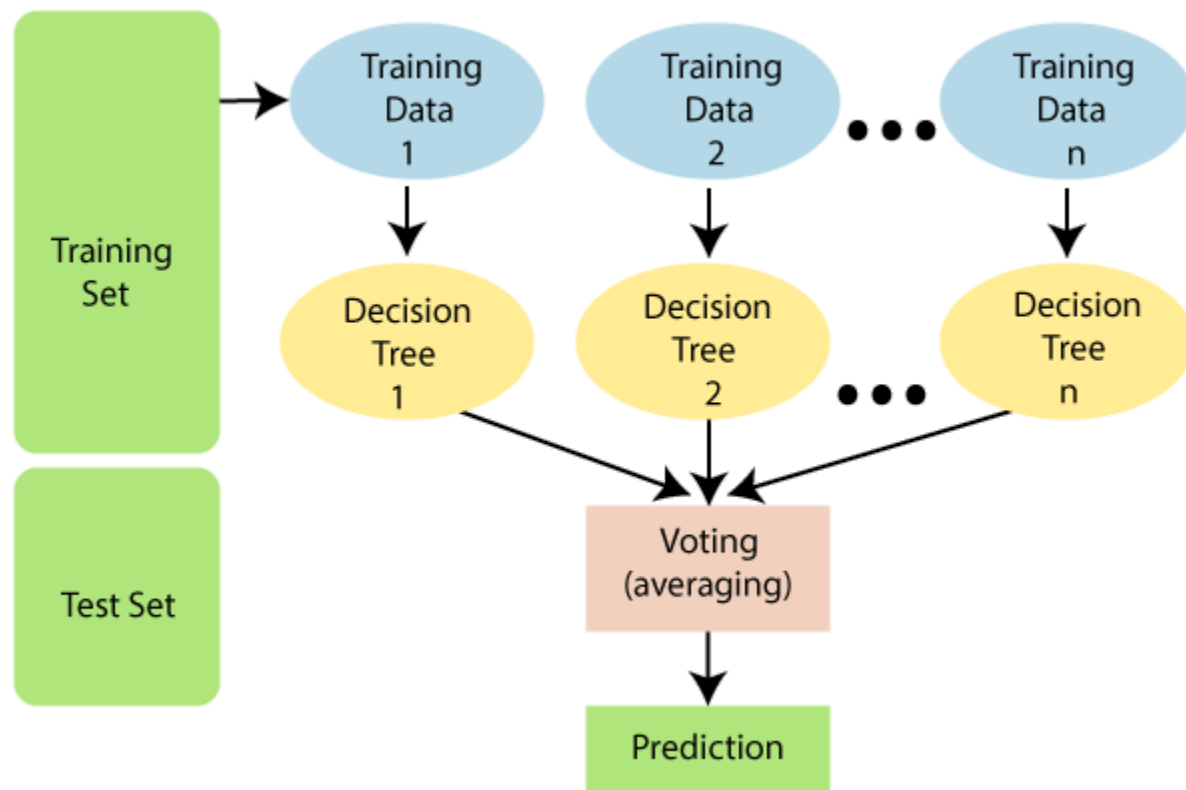 Training
Set
Test Set
Training
Data
1
Training
Data
2
Training
Data
n
Decision
Tree
1
Decision
Tree
2
Decision
Tree
n
Voting
(averaging)
Prediction